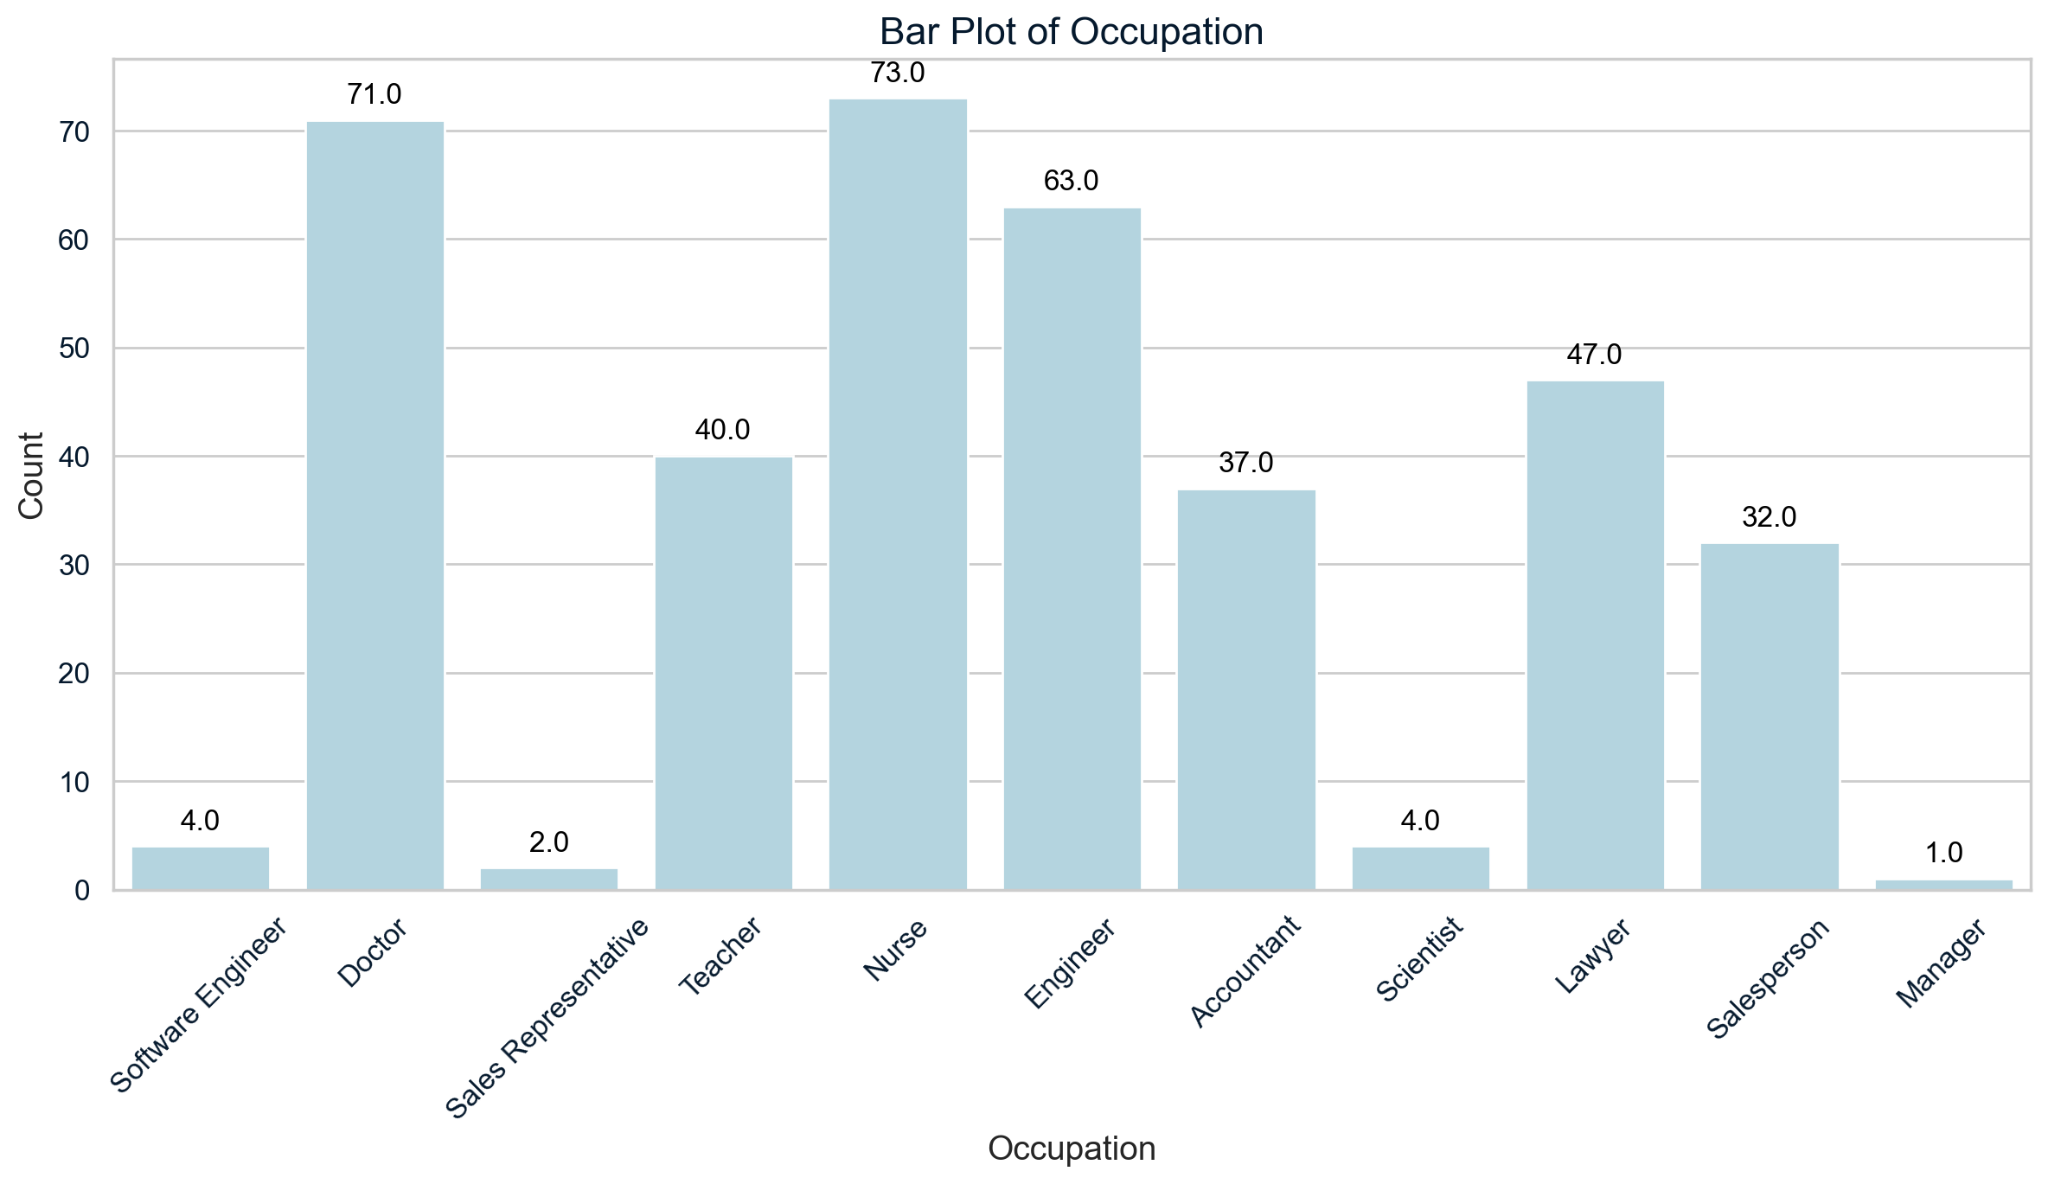 Bar Plot of Occupation
Count
70
60
50
40
30
20
10
0
4.0
71.0
2.0
40.0
73.0
63.0
37.0
4.0
47.0
32.0
1.0
Software Engineer
Doctor
Sales Representative
Teacher
Nurse
Engineer
Accountant
Scientist
Lawyer
Salesperson
Manager
Occupation